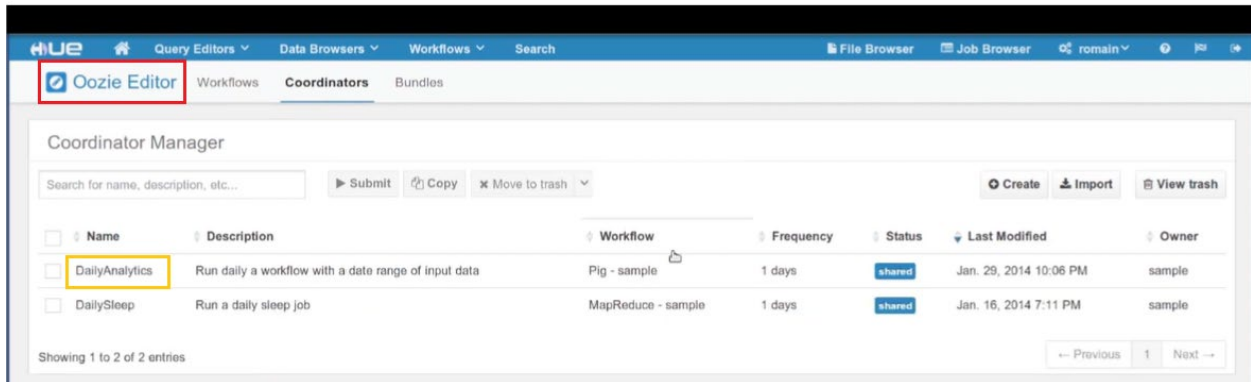 HUE Query Editors Data Browsers Workflows Search File Browser Job Browser romain
Oozie Editor Workflows Coordinators Bundles
Coordinator Manager
Search for name, description, etc... Submit Copy Move to trash Create Import View trash
Name Description Workflow Frequency Status Last Modified Owner
DailyAnalytics Run daily a workflow with a date range of input data Pig - sample 1 days shared Jan. 29, 2014 10:06 PM sample
DailySleep Run a daily sleep job MapReduce - sample 1 days shared Jan. 16, 2014 7:11 PM sample
Showing 1 to 2 of 2 entries ← Previous 1 Next →